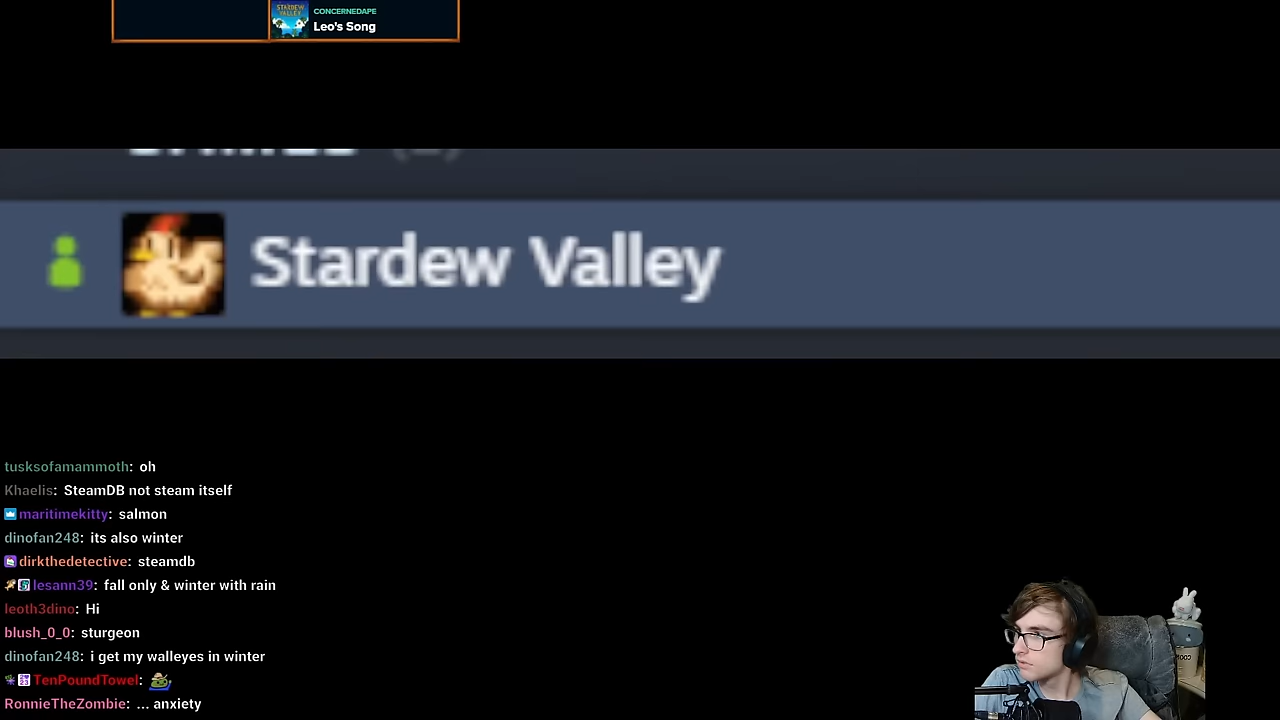 CONCERNEDAPE
Leo's Song
Stardew Valley
tusksofamammoth: oh
Khaelis: SteamDB not steam itself
maritimekitty: salmon
dinofan248: its also winter
dirkthedetective: steamdb
lesann39: fall only & winter with rain
leoth3dino: Hi
blush_0_0: sturgeon
dinofan248: i get my walleyes in winter
TenPoundTowel:
RonnieTheZombie: ... anxiety